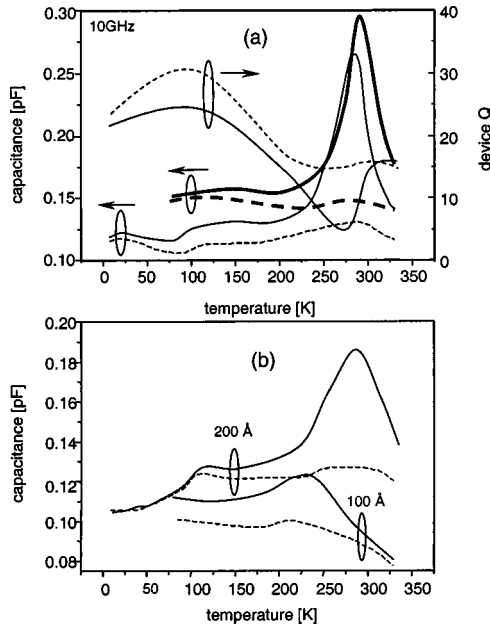 10GHz
(a)
capacitance [pF]
0.30
0.25
0.20
0.15
0.10
40
30
20
10
0
device Q
0 50 100 150 200 250 300 350
temperature [K]
(b)
capacitance [pF]
0.20
0.18
0.16
0.14
0.12
0.10
0.08
200 Å
100 Å
0 50 100 150 200 250 300 350
temperature [K]